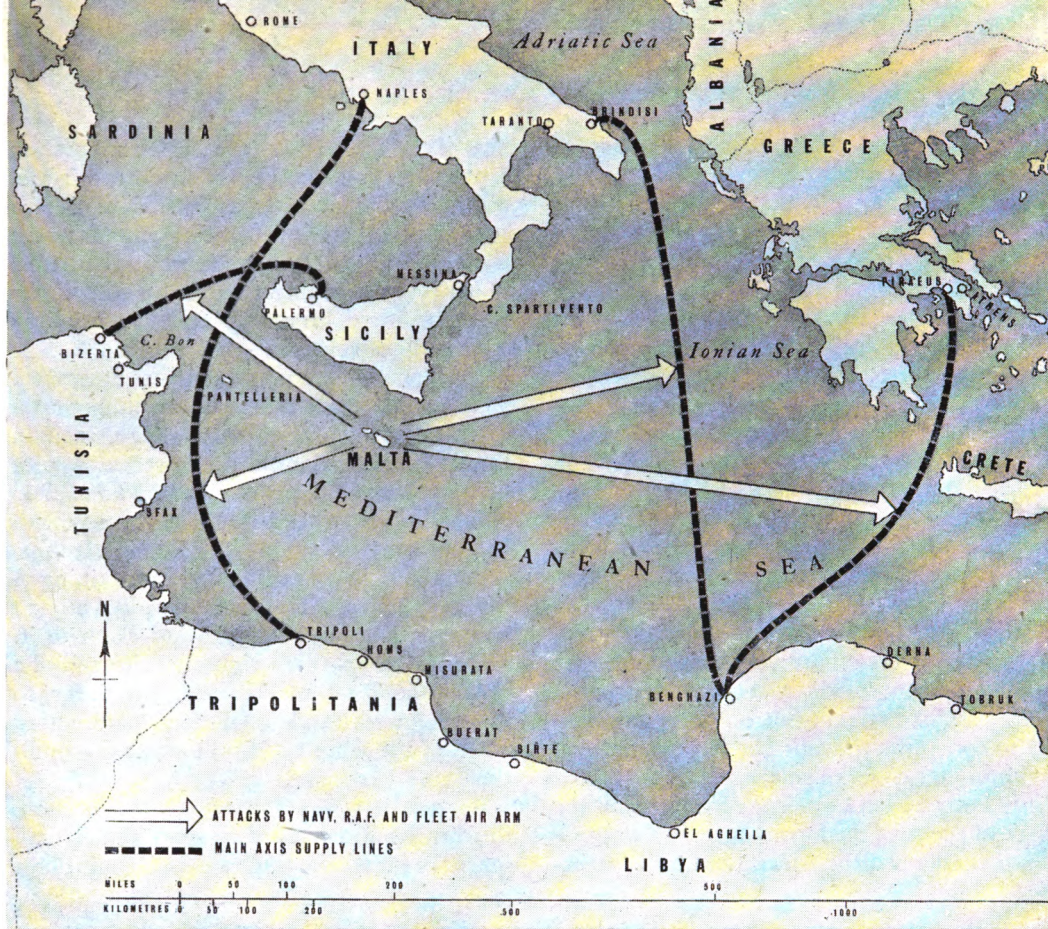 ROME
ITALY
Adriatic Sea
ALBANIA
NAPLES
SARDINIA
TARANTO
BRINDISI
GREECE
MESSINA
PIRAEUS
ATHENS
PALERMO
C. SPARTIVENTO
SICILY
C. Bon
BIZERTA
Ionian Sea
TUNIS
PANTELLERIA
TUNISIA
MALTA
CRETE
SFAX
MEDITERRANEAN SEA
N
TRIPOLI
HOMS
MISURATA
DERNA
TRIPOLITANIA
BENGHAZI
TOBRUK
BUERAT
SIRTE
ATTACKS BY NAVY, R.A.F. AND FLEET AIR ARM
EL AGHEILA
MAIN AXIS SUPPLY LINES
LIBYA
MILES 0 50 100 200 500
KILOMETRES 0 50 100 200 500 1000